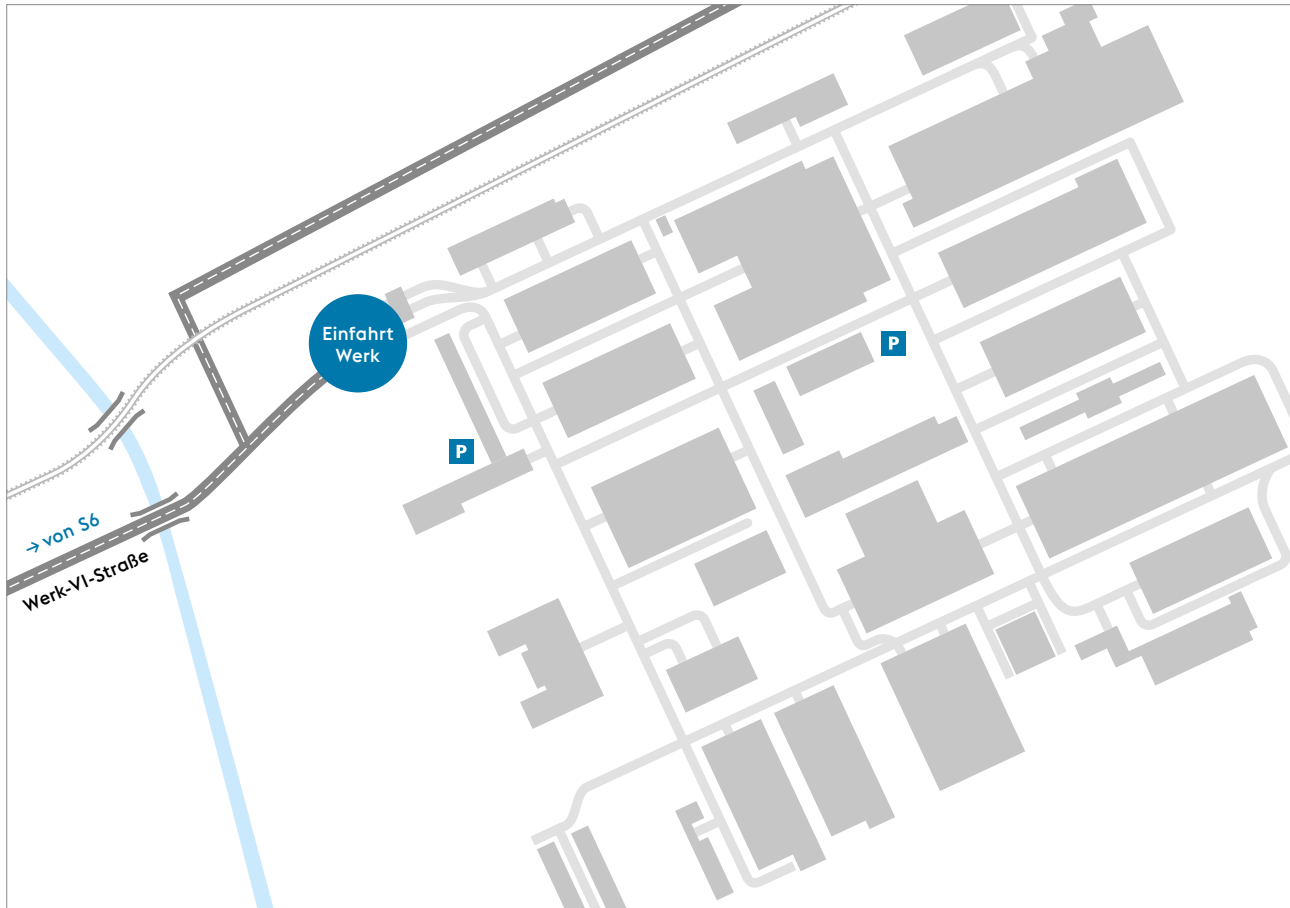 Einfahrt
Werk
P
P
→ von S6
Werk-VI-Straße